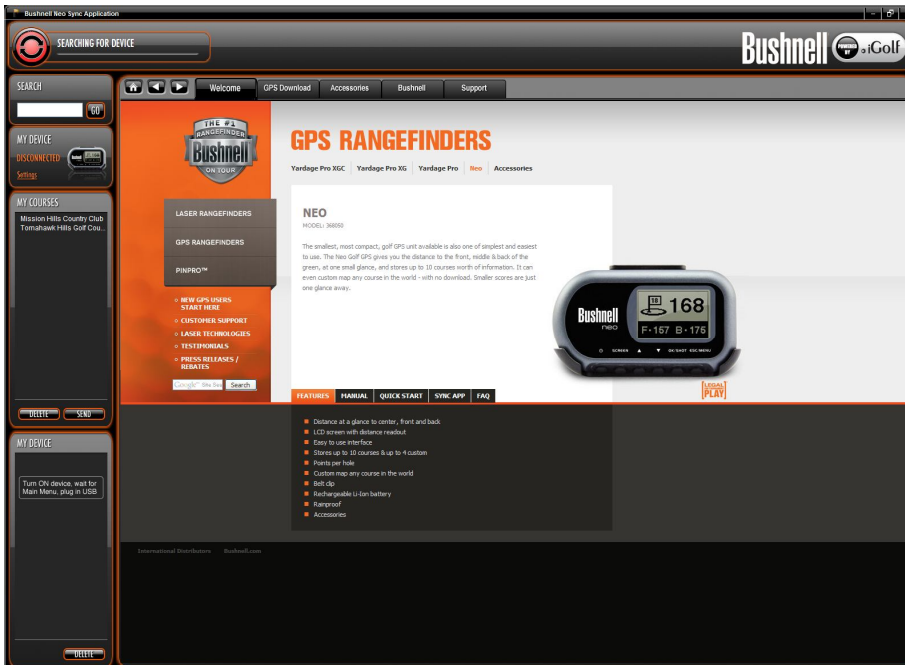 Bushnell Neo Sync Application
SEARCHING FOR DEVICE
Bushnell POWERED BY iGolf
SEARCH
GO
MY DEVICE
DISCONNECTED
Settings
MY COURSES
Mission Hills Country Club
Tomahawk Hills Golf Cou...
DELETE SEND
MY DEVICE
Turn ON device, wait for
Main Menu, plug in USB
DELETE
Welcome GPS Download Accessories Bushnell Support
THE #1
RANGEFINDER
Bushnell
ON TOUR
LASER RANGEFINDERS
GPS RANGEFINDERS
PINPRO™
NEW GPS USERS
START HERE
CUSTOMER SUPPORT
LASER TECHNOLOGIES
TESTIMONIALS
PRESS RELEASES /
REBATES
Google™ Search
GPS RANGEFINDERS
Yardage Pro XGC Yardage Pro XG Yardage Pro Neo Accessories
NEO
MODEL: 368050
The smallest, most compact, golf GPS unit available is also one of simplest and easiest
to use. The Neo Golf GPS gives you the distance to the front, middle & back of the
green, at one small glance, and stores up to 10 courses worth of information. It can
even custom map any course in the world - with no download. Smaller scores are just
one glance away.
Bushnell
neo
18 168
F·157 B·175
SCREEN ▲ ▼ OK/SHOT ESC/MENU
LEGAL
PLAY
FEATURES MANUAL QUICK START SYNC APP FAQ
Distance at a glance to center, front and back
LCD screen with distance readout
Easy to use interface
Stores up to 10 courses & up to 4 custom
Points per hole
Custom map any course in the world
Belt clip
Rechargeable Li-Ion battery
Rainproof
Accessories
International Distributors Bushnell.com